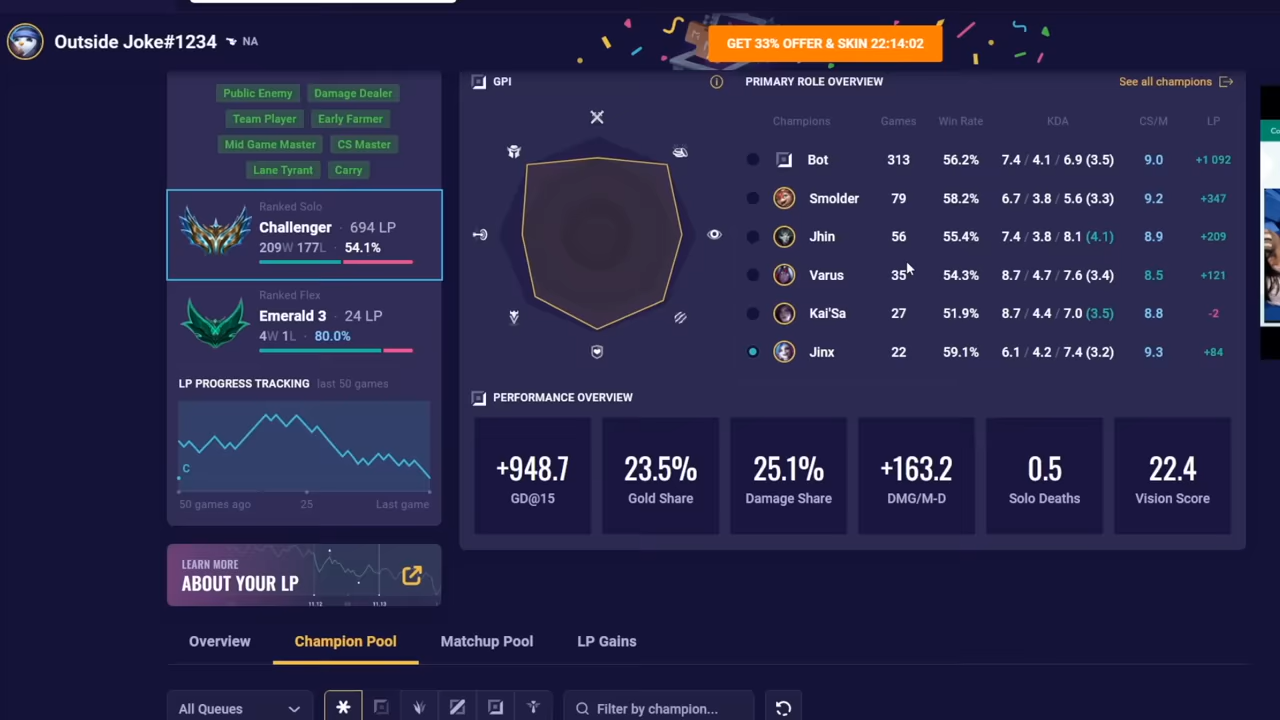 Outside Joke#1234 NA
GET 33% OFFER & SKIN 22:14:02
Public Enemy Damage Dealer
Team Player Early Farmer
Mid Game Master CS Master
Lane Tyrant Carry
Ranked Solo
Challenger · 694 LP
209W 177L · 54.1%
Ranked Flex
Emerald 3 · 24 LP
4W 1L · 80.0%
LP PROGRESS TRACKING last 50 games
C
50 games ago 25 Last game
LEARN MORE
ABOUT YOUR LP
11.13 11.13
GPI
PRIMARY ROLE OVERVIEW See all champions
Champions Games Win Rate KDA CS/M LP
Bot 313 56.2% 7.4 / 4.1 / 6.9 (3.5) 9.0 +1 092
Smolder 79 58.2% 6.7 / 3.8 / 5.6 (3.3) 9.2 +347
Jhin 56 55.4% 7.4 / 3.8 / 8.1 (4.1) 8.9 +209
Varus 35 54.3% 8.7 / 4.7 / 7.6 (3.4) 8.5 +121
Kai'Sa 27 51.9% 8.7 / 4.4 / 7.0 (3.5) 8.8 -2
Jinx 22 59.1% 6.1 / 4.2 / 7.4 (3.2) 9.3 +84
PERFORMANCE OVERVIEW
+948.7 23.5% 25.1% +163.2 0.5 22.4
GD@15 Gold Share Damage Share DMG/M-D Solo Deaths Vision Score
Overview Champion Pool Matchup Pool LP Gains
All Queues Filter by champion...